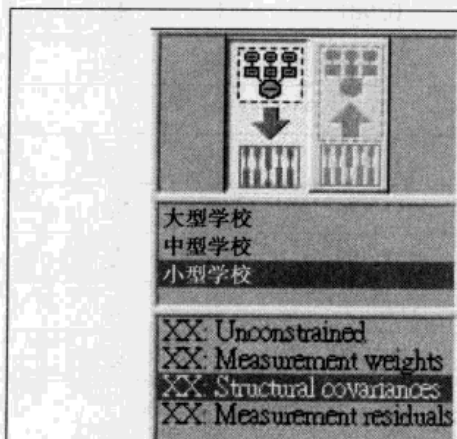 大型学校
中型学校
小型学校
XX: Unconstrained
XX: Measurement weights
XX: Structural covariances
XX: Measurement residuals